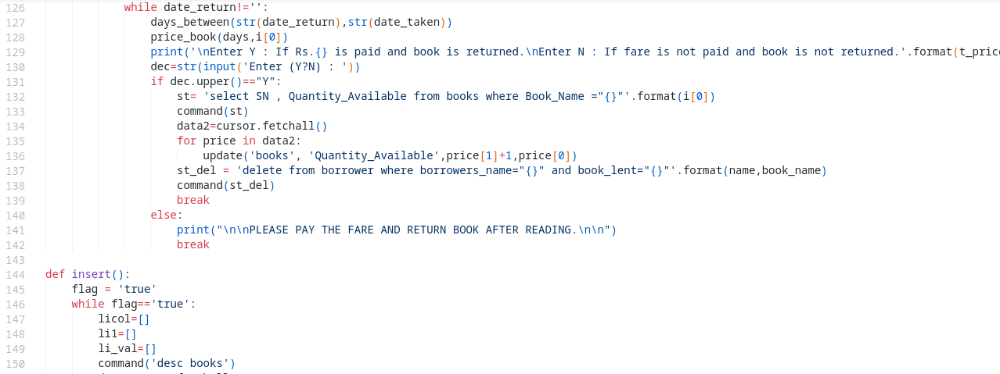 126 while date_return!='':
127 days_between(str(date_return),str(date_taken))
128 price_book(days,i[0])
129 print('\nEnter Y : If Rs.{} is paid and book is returned.\nEnter N : If fare is not paid and book is not returned.'.format(t_price
130 dec=str(input('Enter (Y?N) : '))
131 if dec.upper()=="Y":
132 st= 'select SN , Quantity_Available from books where Book_Name ="{}"'.format(i[0])
133 command(st)
134 data2=cursor.fetchall()
135 for price in data2:
136 update('books', 'Quantity_Available',price[1]+1,price[0])
137 st_del = 'delete from borrower where borrowers_name="{}" and book_lent="{}"'.format(name,book_name)
138 command(st_del)
139 break
140 else:
141 print("\n\nPLEASE PAY THE FARE AND RETURN BOOK AFTER READING.\n\n")
142 break
143
144 def insert():
145 flag = 'true'
146 while flag=='true':
147 licol=[]
148 li1=[]
149 li_val=[]
150 command('desc books')